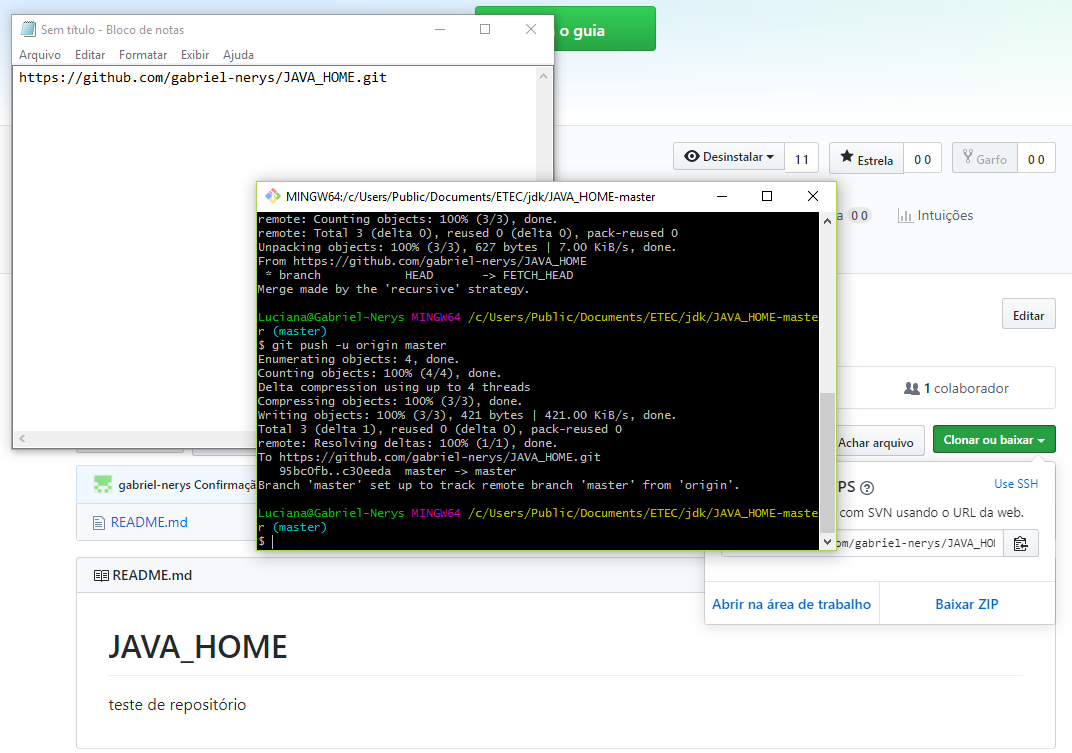 Sem título - Bloco de notas
Arquivo Editar Formatar Exibir Ajuda
https://github.com/gabriel-nerys/JAVA_HOME.git
o guia
Desinstalar 11
Estrela 0 0
Garfo 0 0
a 0 0
Intuições
Editar
1 colaborador
Achar arquivo
Clonar ou baixar
MINGW64:/c/Users/Public/Documents/ETEC/jdk/JAVA_HOME-master
remote: Counting objects: 100% (3/3), done.
remote: Total 3 (delta 0), reused 0 (delta 0), pack-reused 0
Unpacking objects: 100% (3/3), 627 bytes | 7.00 KiB/s, done.
From https://github.com/gabriel-nerys/JAVA_HOME
 * branch            HEAD       -> FETCH_HEAD
Merge made by the 'recursive' strategy.
Luciana@Gabriel-Nerys MINGW64 /c/Users/Public/Documents/ETEC/jdk/JAVA_HOME-maste
r (master)
$ git push -u origin master
Enumerating objects: 4, done.
Counting objects: 100% (4/4), done.
Delta compression using up to 4 threads
Compressing objects: 100% (3/3), done.
Writing objects: 100% (3/3), 421 bytes | 421.00 KiB/s, done.
Total 3 (delta 1), reused 0 (delta 0), pack-reused 0
remote: Resolving deltas: 100% (1/1), done.
To https://github.com/gabriel-nerys/JAVA_HOME.git
   95bc0fb..c30eeda  master -> master
Branch 'master' set up to track remote branch 'master' from 'origin'.
Luciana@Gabriel-Nerys MINGW64 /c/Users/Public/Documents/ETEC/jdk/JAVA_HOME-maste
r (master)
$
gabriel-nerys Confirmaçã
README.md
PS
Use SSH
com SVN usando o URL da web.
om/gabriel-nerys/JAVA_HO
Abrir na área de trabalho
Baixar ZIP
README.md
JAVA_HOME
teste de repositório